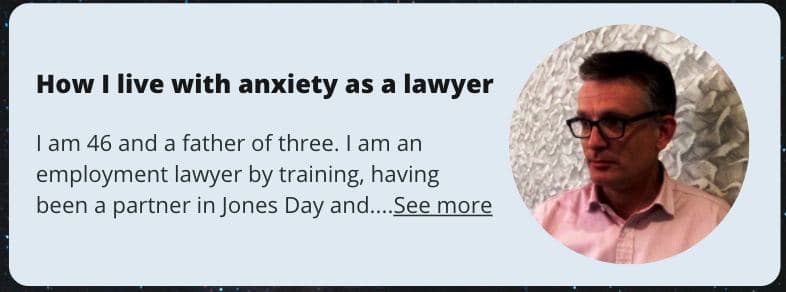 How I live with anxiety as a lawyer
I am 46 and a father of three. I am an
employment lawyer by training, having
been a partner in Jones Day and....See more